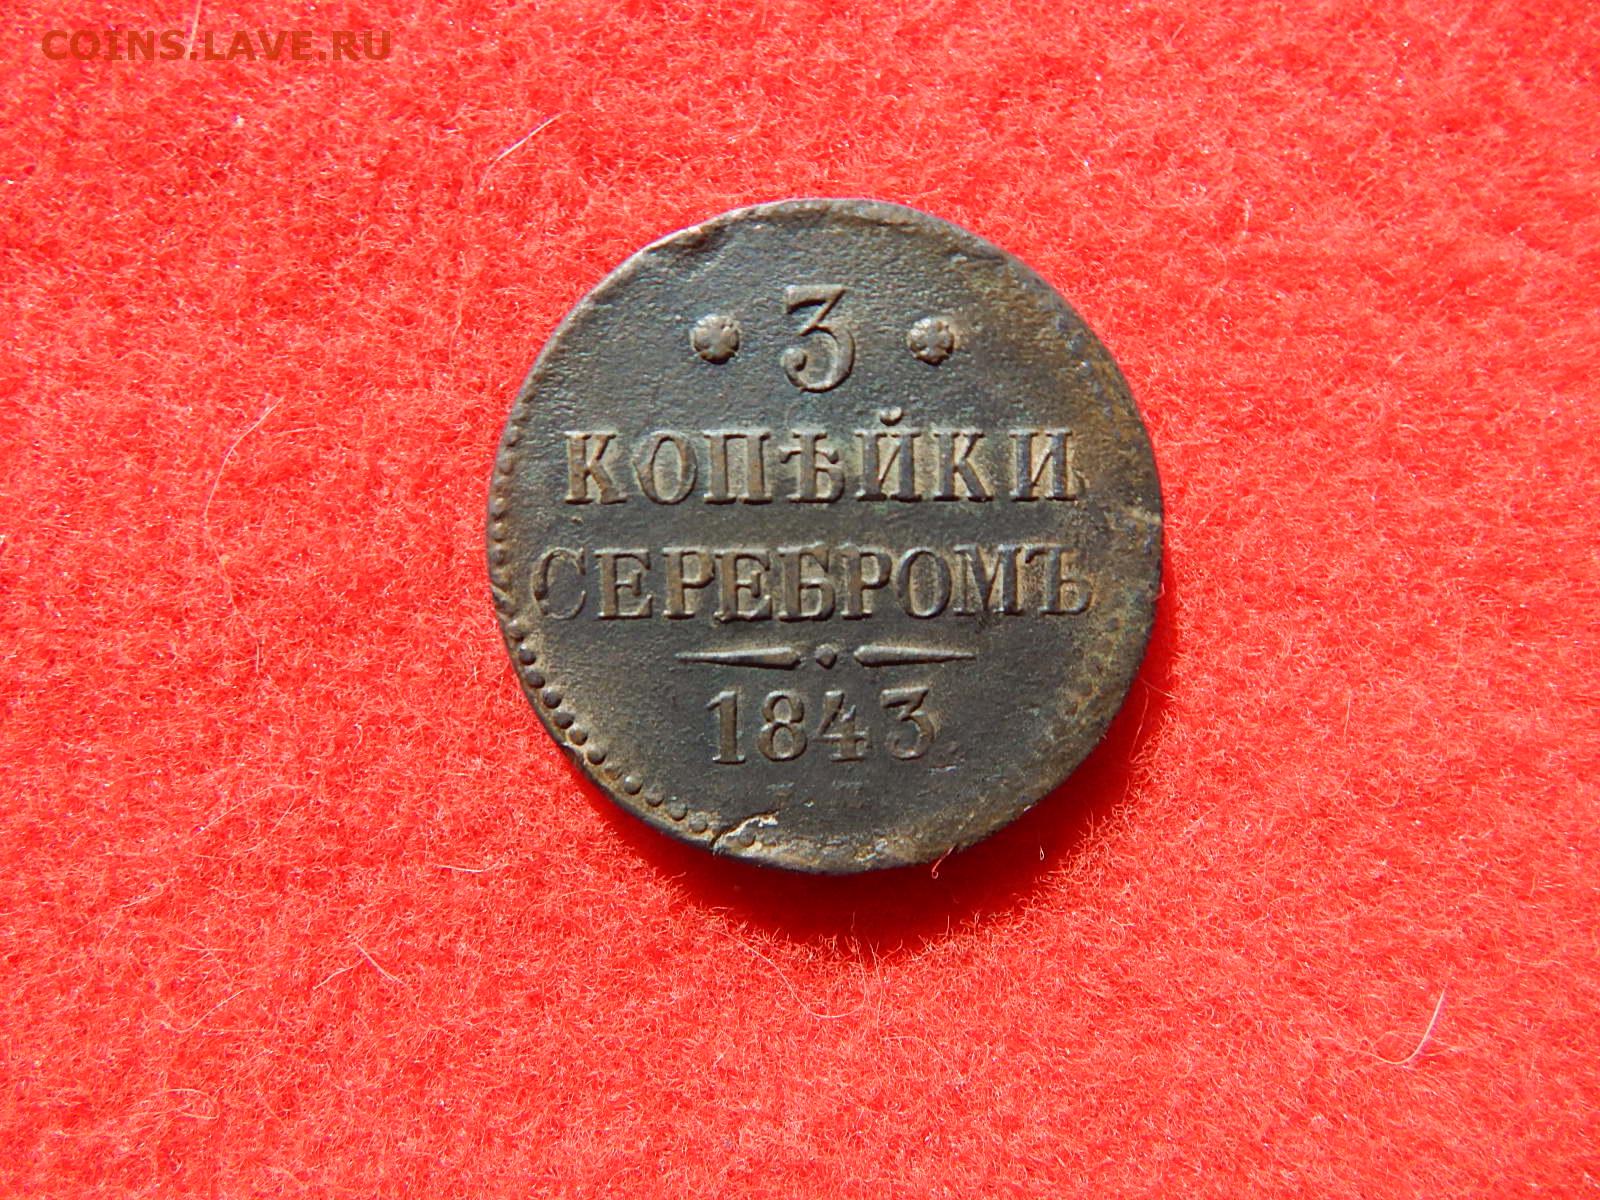 COINS.LAVE.RU
3
КОПѢЙКИ
СЕРЕБРОМЪ
1843